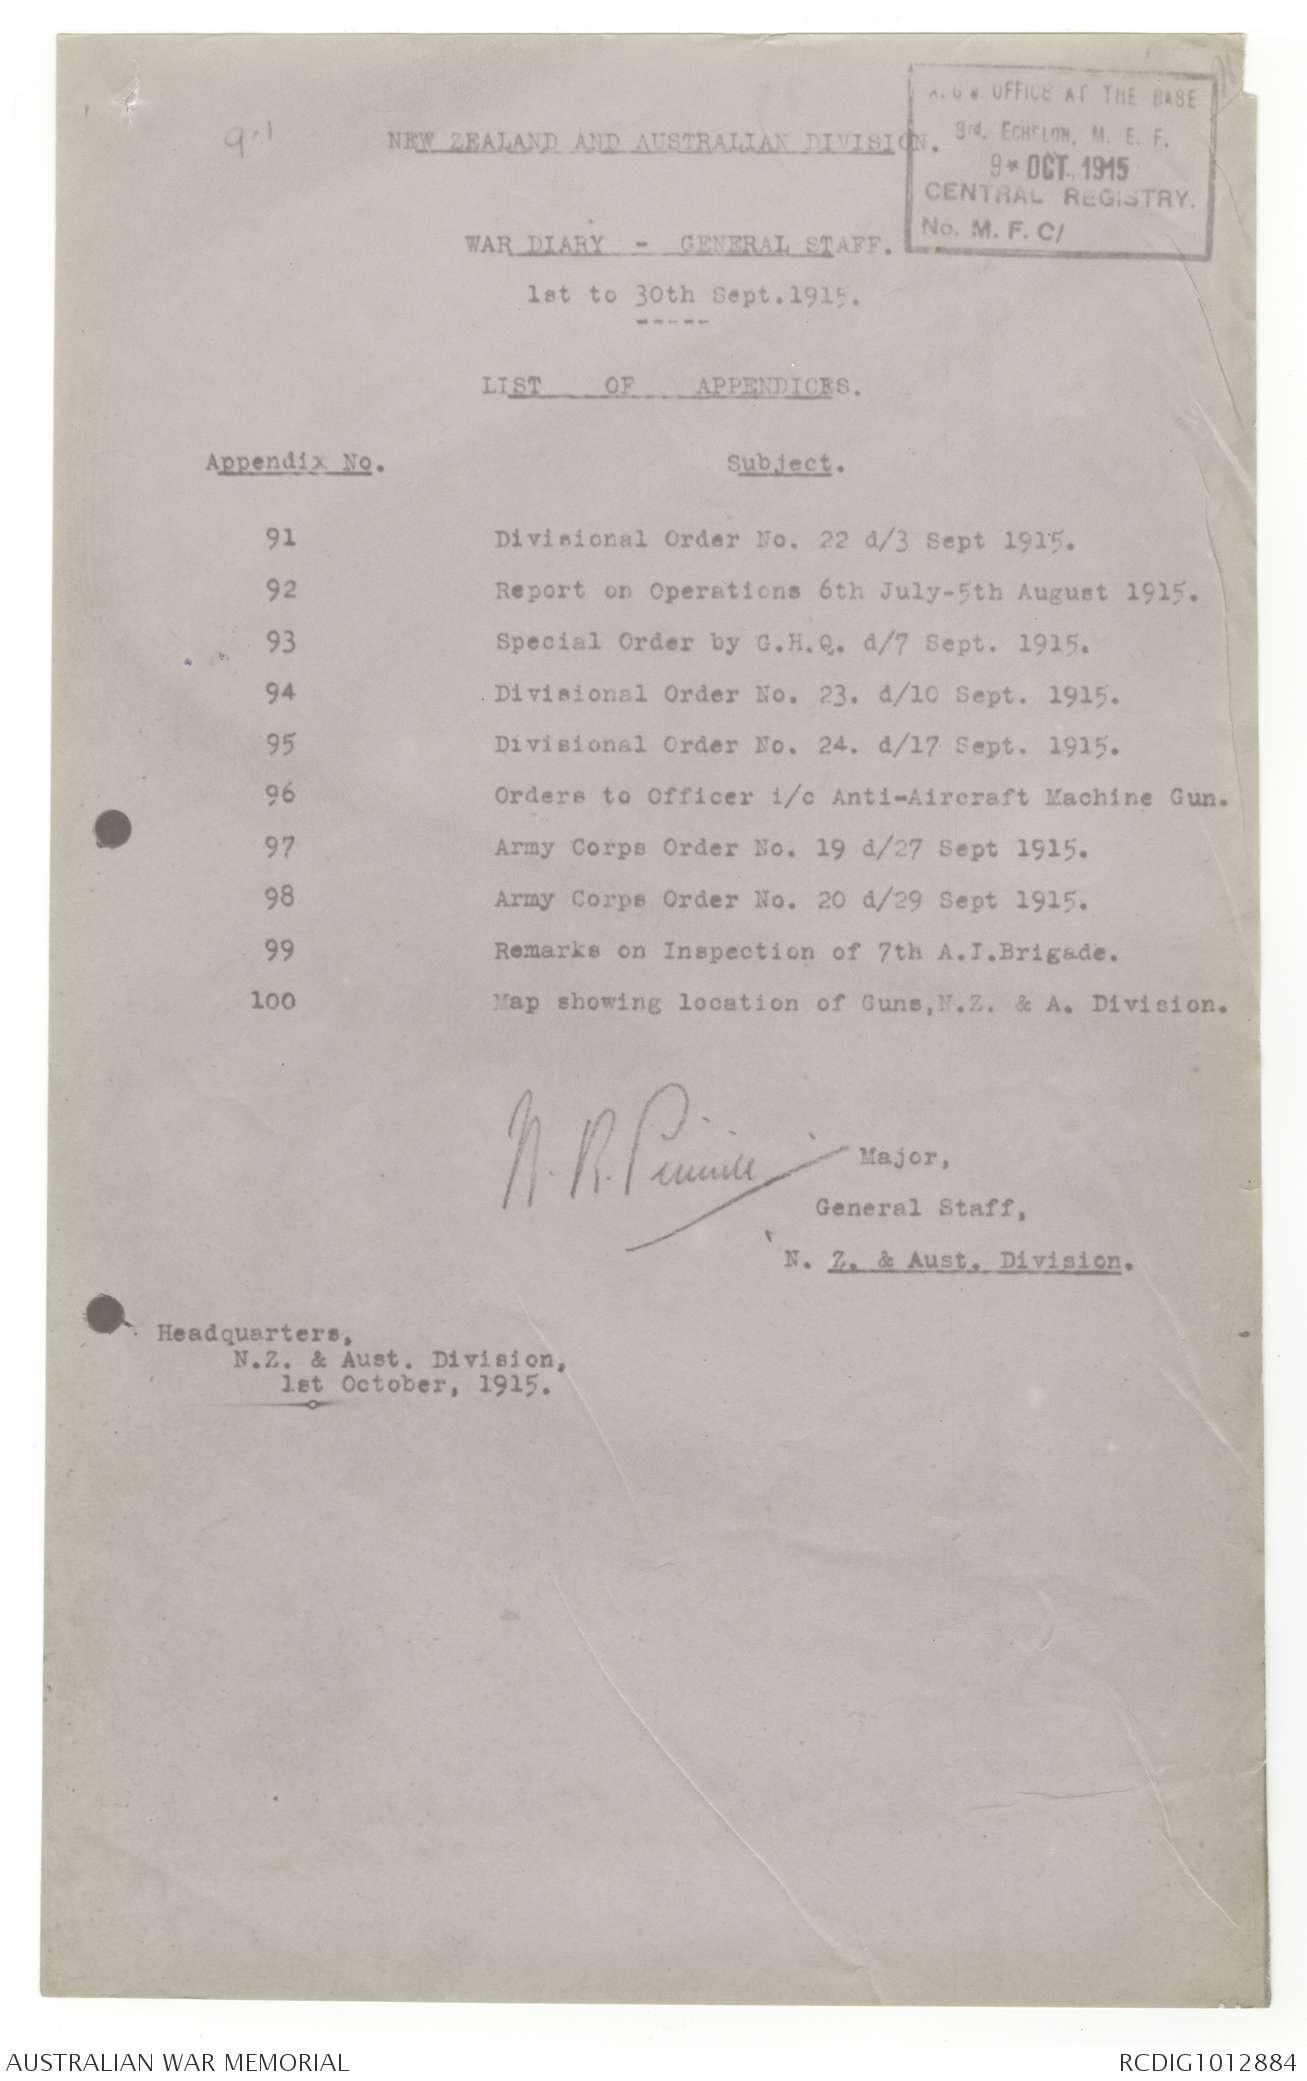 A. G's OFFICE AT THE BASE
3rd. ECHELON, M. E. F.
9* OCT. 1915
CENTRAL REGISTRY.
No. M. F. C/
NEW ZEALAND AND AUSTRALIAN DIVISION.
WAR DIARY - GENERAL STAFF.
1st to 30th Sept.1915.
-----
LIST OF APPENDICES.
Appendix No. Subject.
91 Divisional Order No. 22 d/3 Sept 1915.
92 Report on Operations 6th July-5th August 1915.
93 Special Order by G.H.Q. d/7 Sept. 1915.
94 Divisional Order No. 23. d/10 Sept. 1915.
95 Divisional Order No. 24. d/17 Sept. 1915.
96 Orders to Officer i/c Anti-Aircraft Machine Gun.
97 Army Corps Order No. 19 d/27 Sept 1915.
98 Army Corps Order No. 20 d/29 Sept 1915.
99 Remarks on Inspection of 7th A.I.Brigade.
100 Map showing location of Guns,N.Z. & A. Division.
Major,
General Staff,
N. Z. & Aust. Division.
Headquarters,
N.Z. & Aust. Division,
1st October, 1915.
AUSTRALIAN WAR MEMORIAL
RCDIG1012884